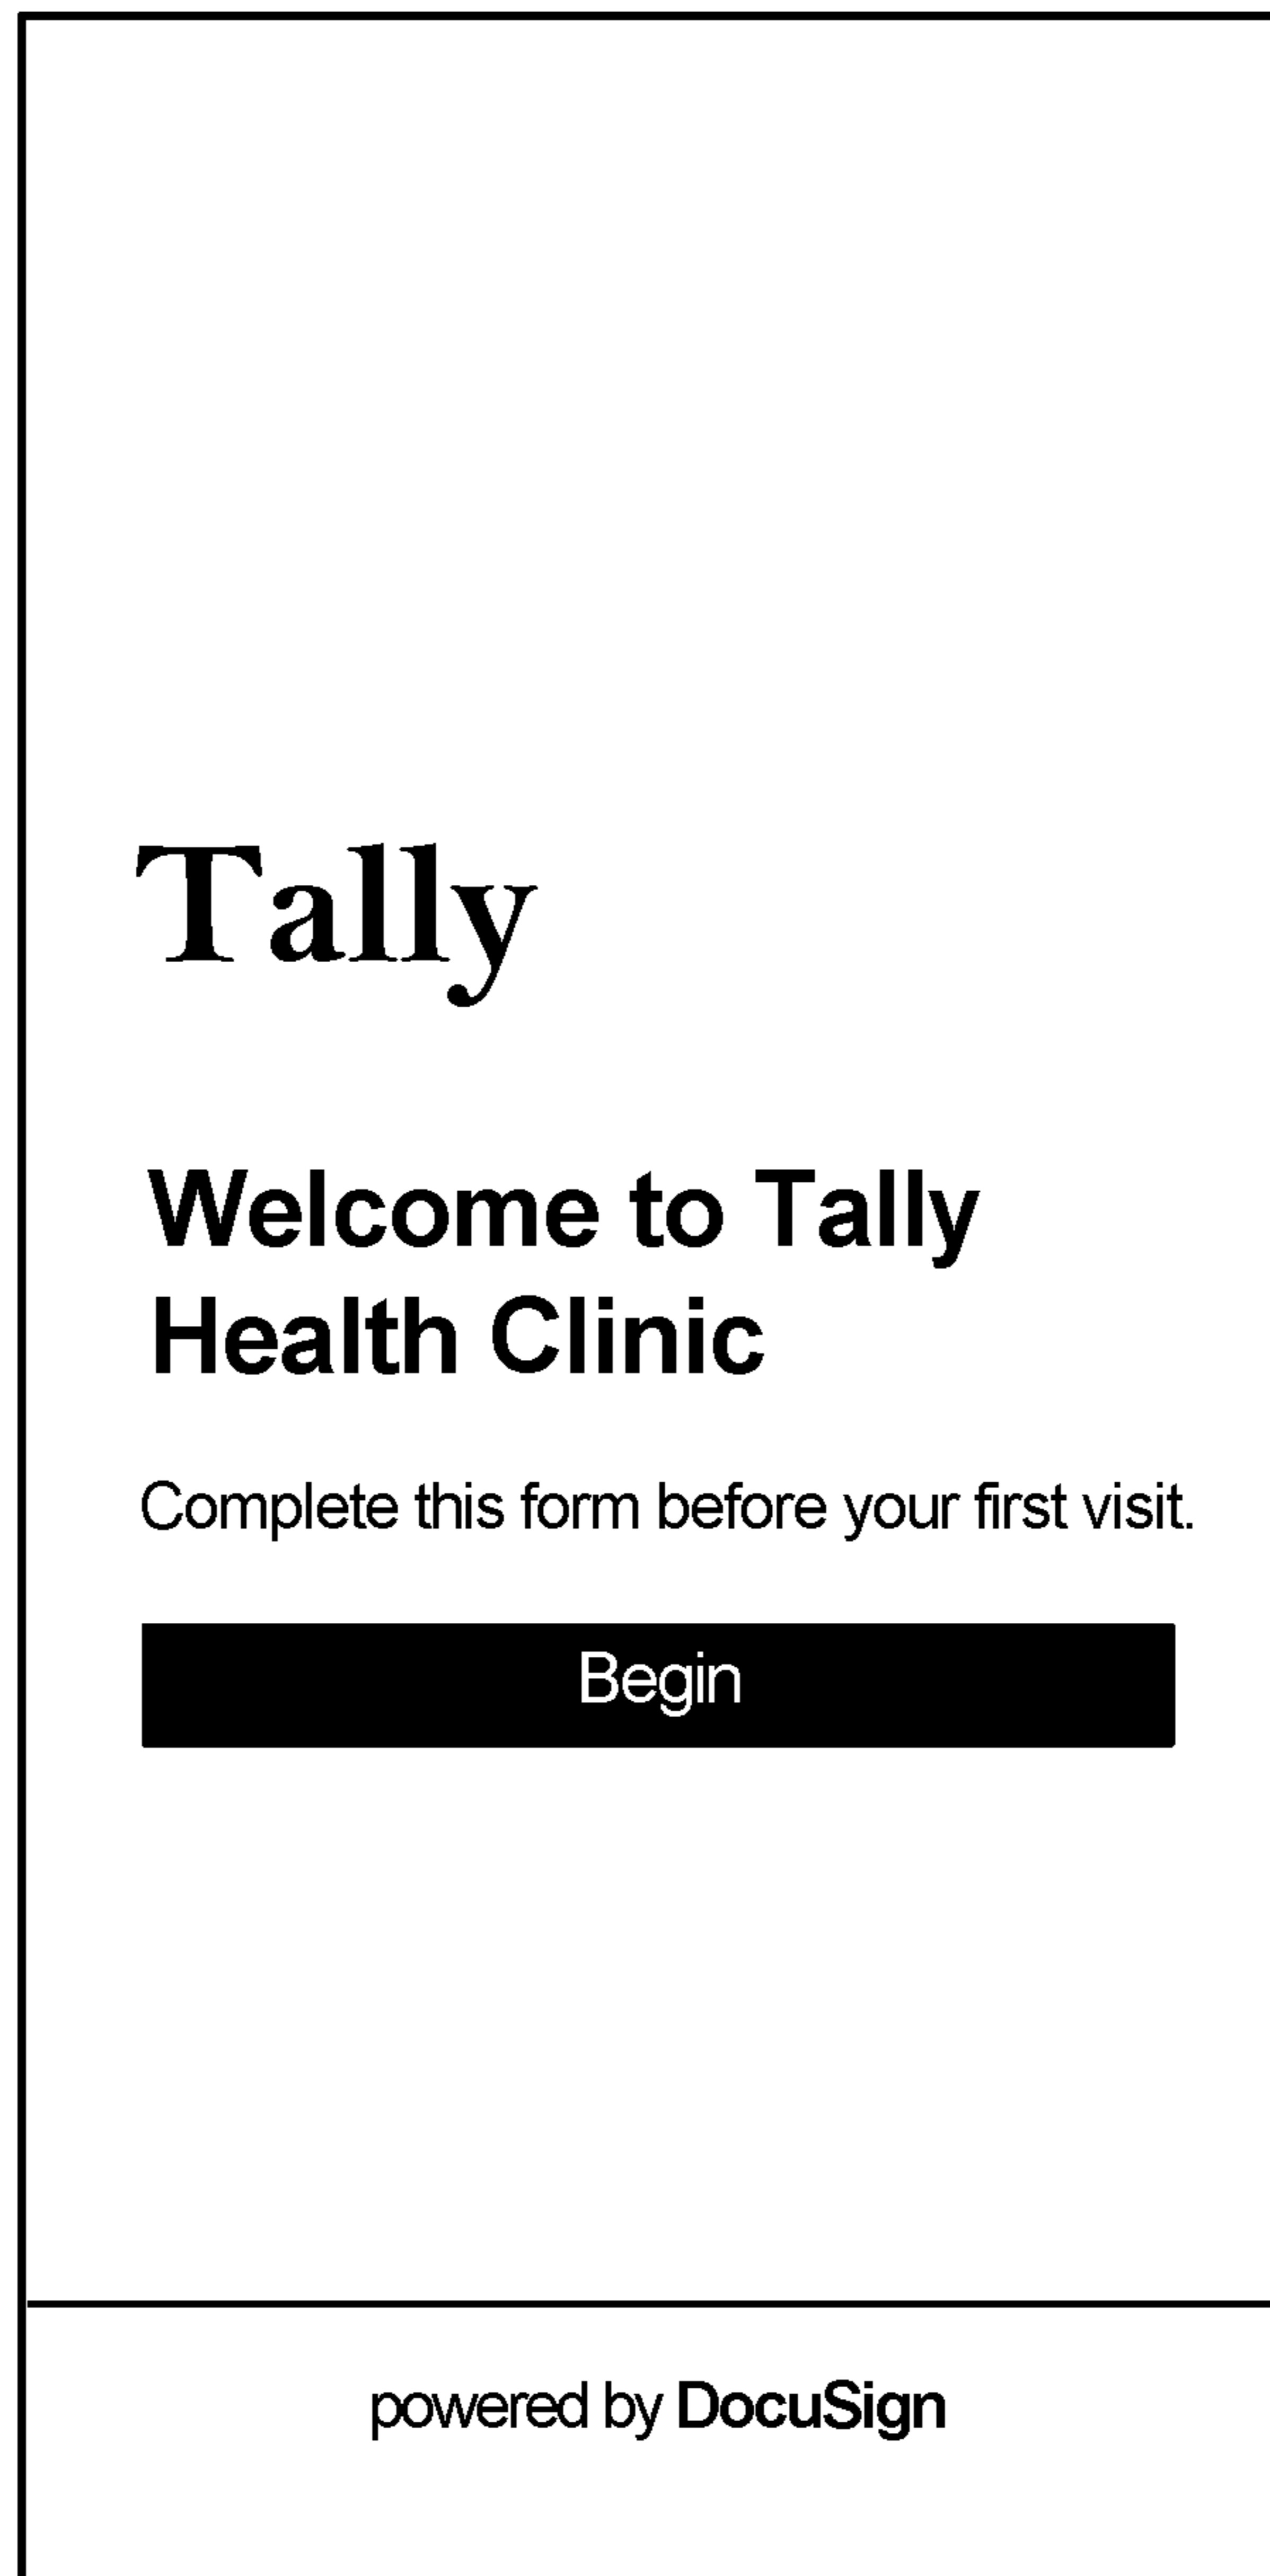 Tally
Welcome to Tally
Health Clinic
Complete this form before your first visit.
Begin
powered by DocuSign